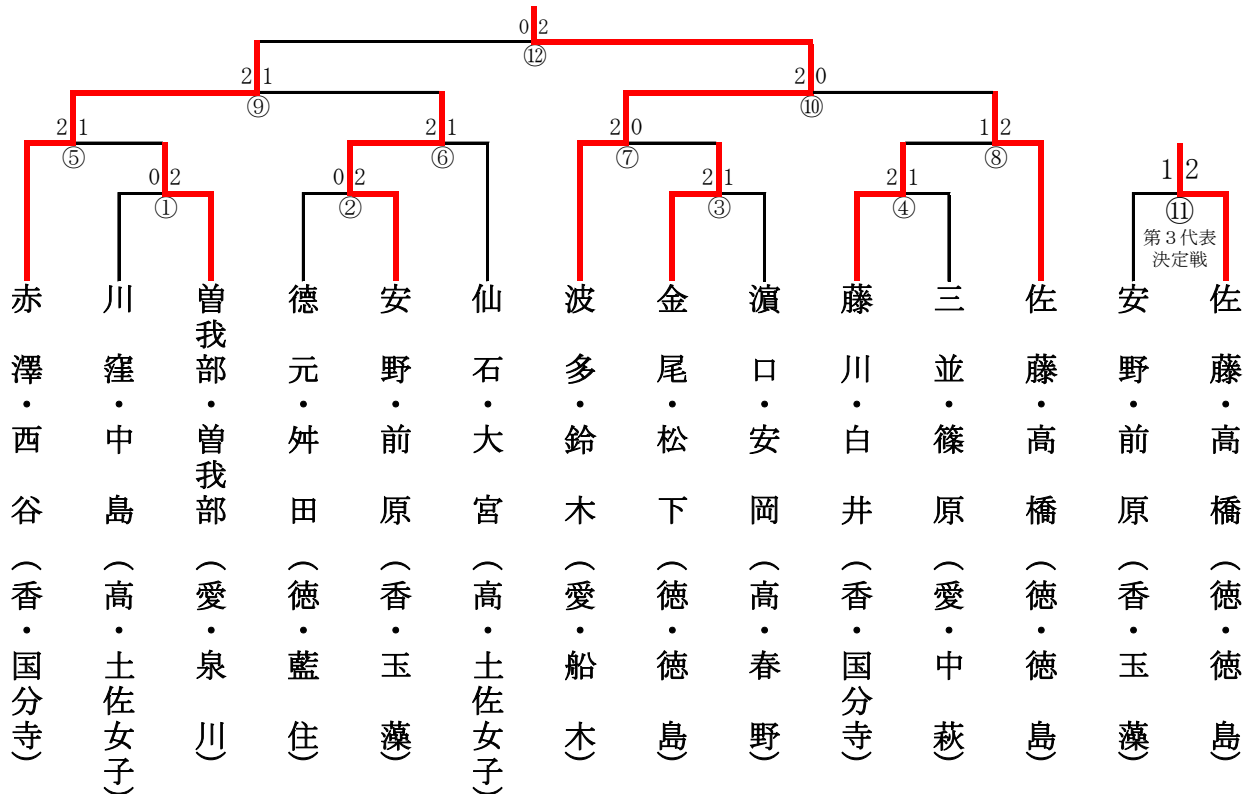 0 2
⑫
2 1
⑨
2 0
⑩
2 1
⑤
2 1
⑥
2 0
⑦
1 2
⑧
0 2
①
0 2
②
2 1
③
2 1
④
1 2
⑪
第3代表
決定戦
赤澤・西谷(香・国分寺)
川窪・中島(高・土佐女子)
曽我部・曽我部(愛・泉川)
德元・舛田(徳・藍住)
安野・前原(香・玉藻)
仙石・大宮(高・土佐女子)
波多・鈴木(愛・船木)
金尾・松下(徳・徳島)
濵口・安岡(高・春野)
藤川・白井(香・国分寺)
三並・篠原(愛・中萩)
佐藤・高橋(徳・徳島)
安野・前原(香・玉藻)
佐藤・高橋(徳・徳島)